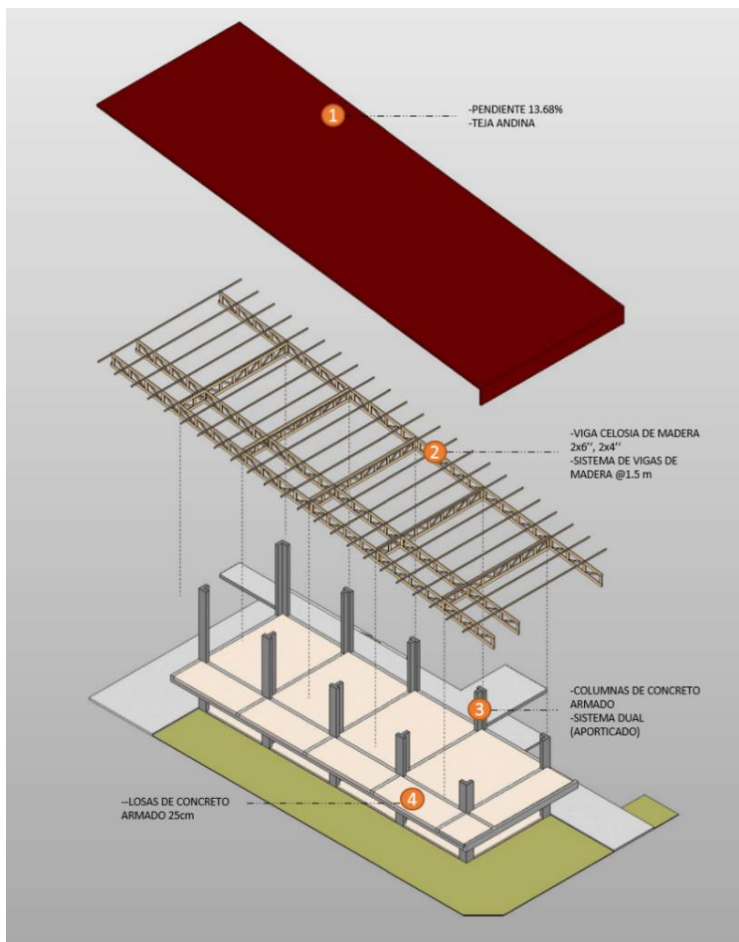 1
-PENDIENTE 13.68%
-TEJA ANDINA
2
-VIGA CELOSIA DE MADERA
2x6’’, 2x4’’
-SISTEMA DE VIGAS DE
MADERA @1.5 m
3
-COLUMNAS DE CONCRETO
ARMADO
-SISTEMA DUAL
(APORTICADO)
4
--LOSAS DE CONCRETO
ARMADO 25cm